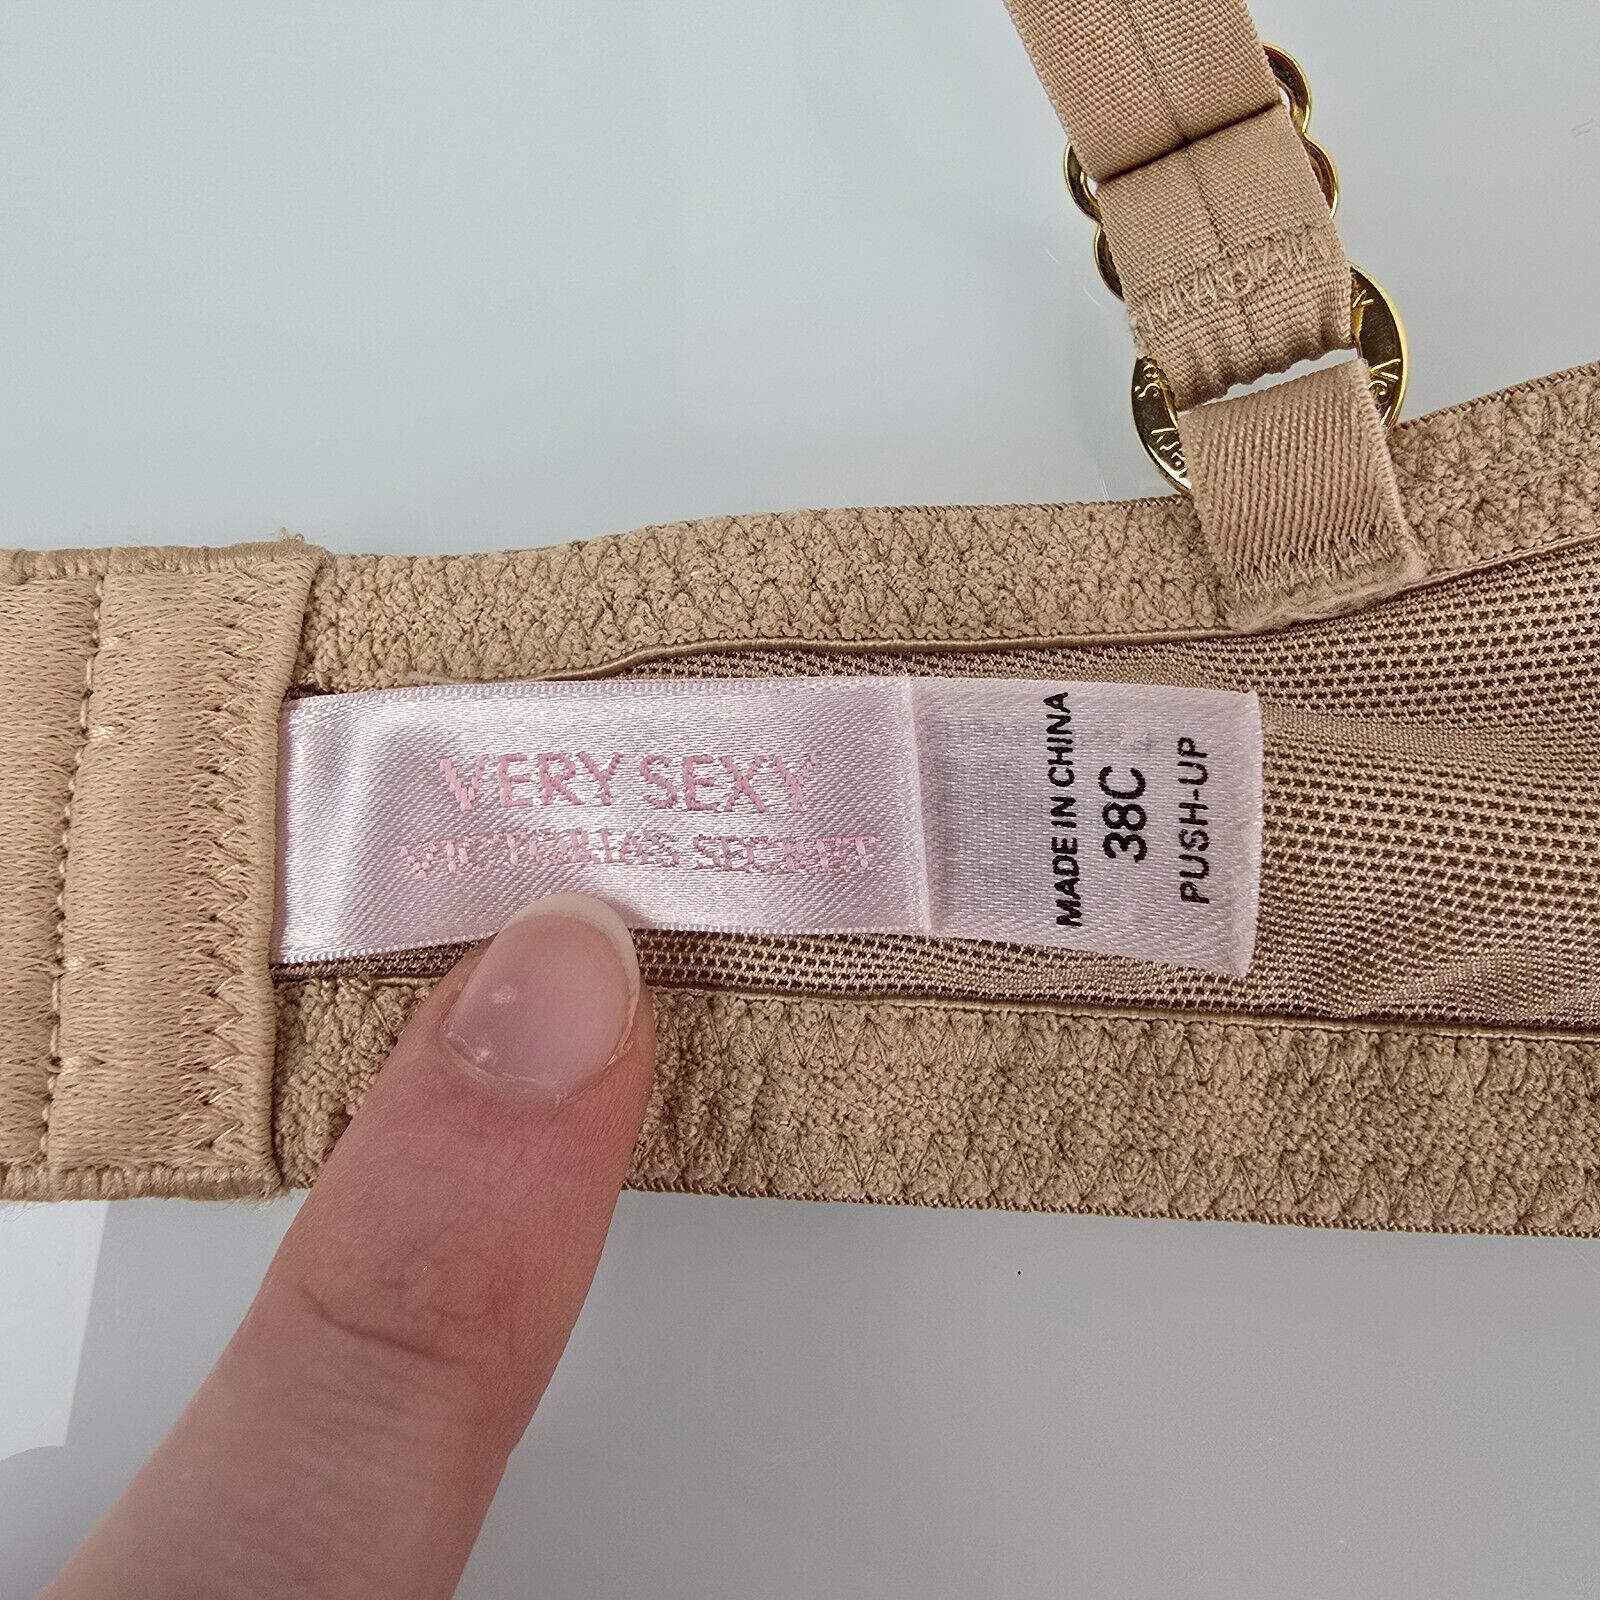 VERY SEXY
VICTORIA'S SECRET
MADE IN CHINA
38C
PUSH-UP